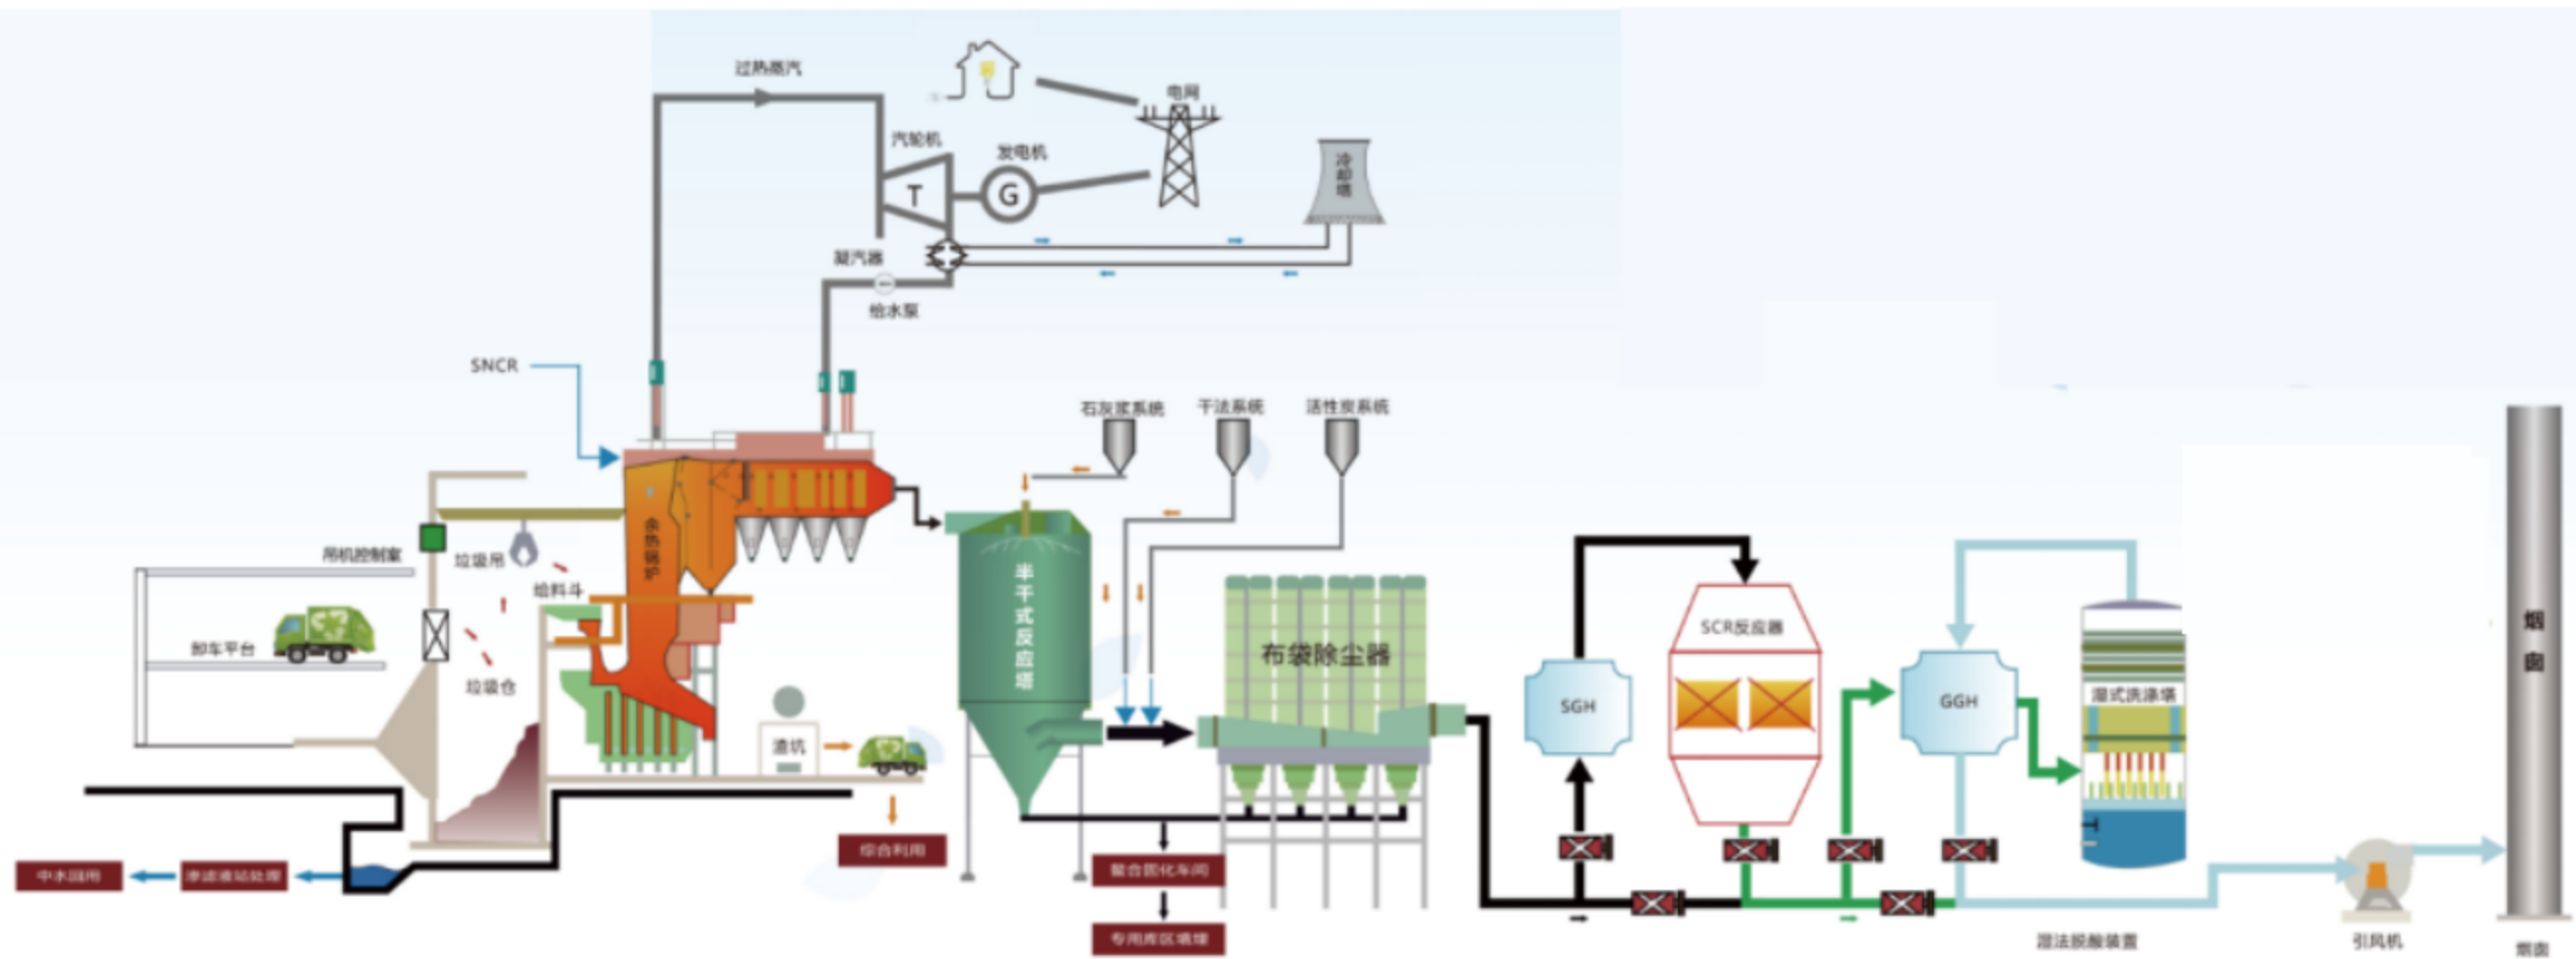 过热蒸汽
电网
汽轮机
发电机
T
G
冷却塔
凝汽器
给水泵
SNCR
石灰浆系统
干法系统
活性炭系统
余热锅炉
吊机控制室
垃圾吊
给料斗
卸车平台
垃圾仓
渣坑
半干式反应塔
布袋除尘器
SCR反应器
SGH
GGH
湿式洗涤塔
烟囱
综合利用
中水回用
渗滤液站处理
螯合固化车间
专用库区填埋
湿法脱酸装置
引风机
烟囱